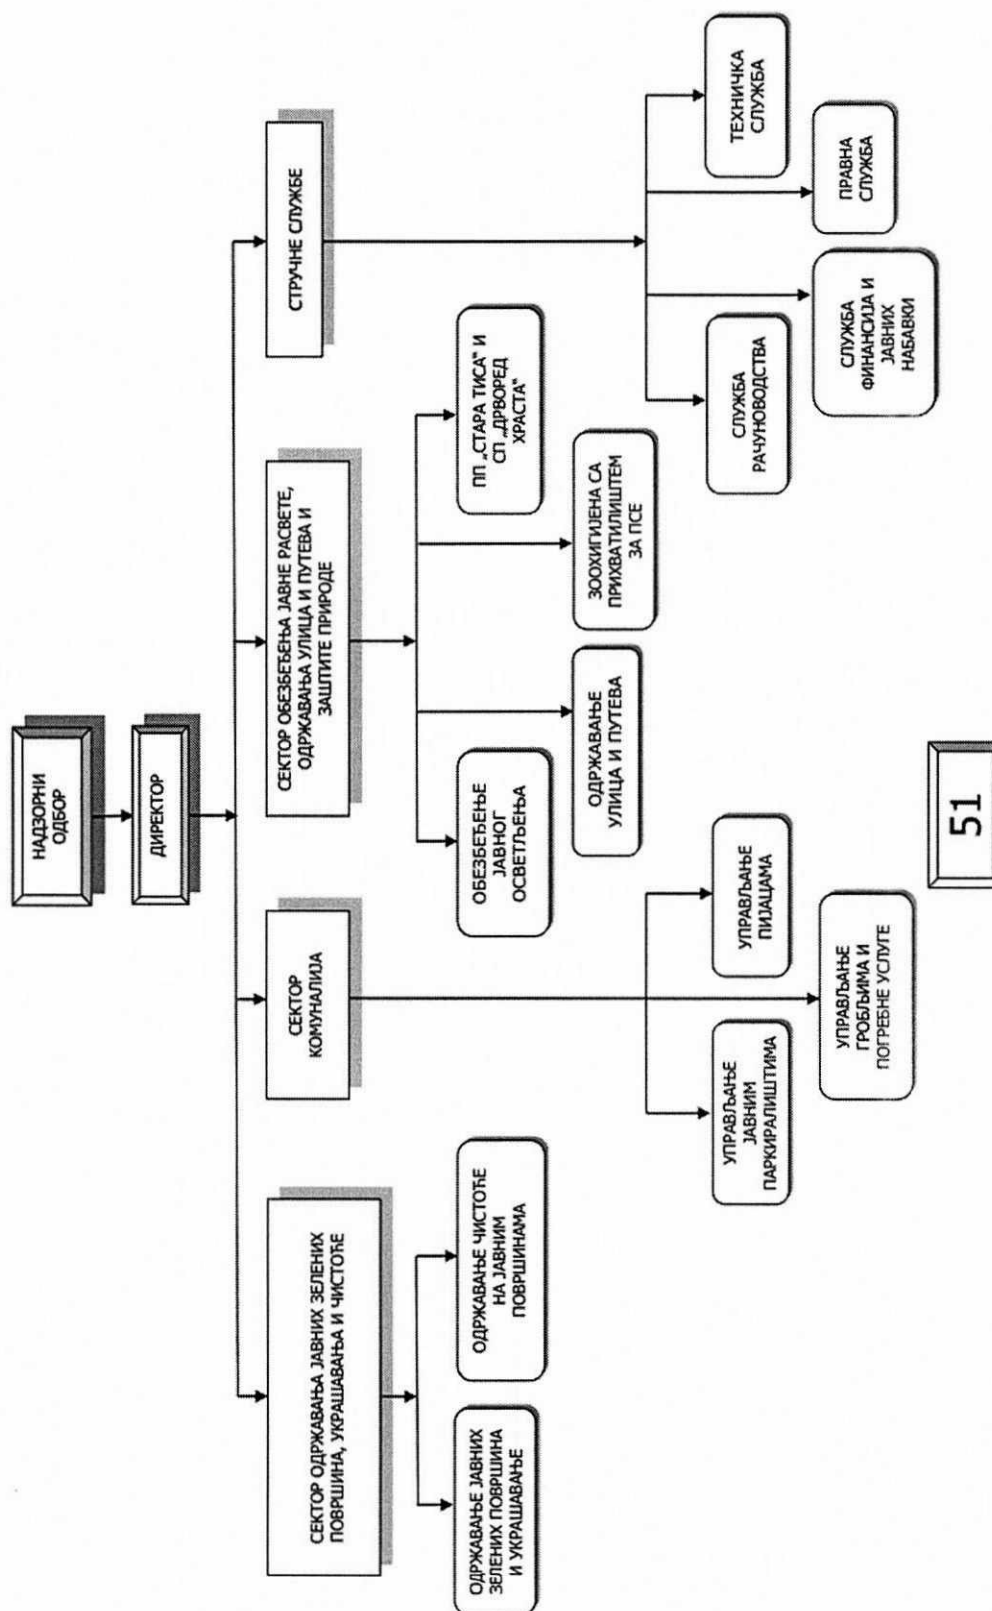 НАДЗОРНИ
ОДБОР
ДИРЕКТОР
СЕКТОР ОДРЖАВАЊА ЈАВНИХ ЗЕЛЕНИХ
ПОВРШИНА, УКРАШАВАЊА И ЧИСТОЋЕ
СЕКТОР
КОМУНАЛИЈА
СЕКТОР ОБЕЗБЕЂЕЊА ЈАВНЕ РАСВЕТЕ,
ОДРЖАВАЊА УЛИЦА И ПУТЕВА И
ЗАШТИТЕ ПРИРОДЕ
СТРУЧНЕ СЛУЖБЕ
ОДРЖАВАЊЕ ЈАВНИХ
ЗЕЛЕНИХ ПОВРШИНА
И УКРАШАВАЊЕ
ОДРЖАВАЊЕ ЧИСТОЋЕ
НА ЈАВНИМ
ПОВРШИНАМА
ОБЕЗБЕЂЕЊЕ
ЈАВНОГ
ОСВЕТЉЕЊА
ПП „СТАРА ТИСА“ И
СП „ДРВОРЕД
ХРАСТА“
ОДРЖАВАЊЕ
УЛИЦА И ПУТЕВА
ЗООХИГИЈЕНА СА
ПРИХВАТИЛИШТЕМ
ЗА ПСЕ
УПРАВЉАЊЕ
ЈАВНИМ
ПАРКИРАЛИШТИМА
УПРАВЉАЊЕ
ПИЈАЦАМА
СЛУЖБА
РАЧУНОВОДСТВА
ТЕХНИЧКА
СЛУЖБА
УПРАВЉАЊЕ
ГРОБЉИМА И
ПОГРЕБНЕ УСЛУГЕ
СЛУЖБА
ФИНАНСИЈА И
ЈАВНИХ
НАБАВКИ
ПРАВНА
СЛУЖБА
51